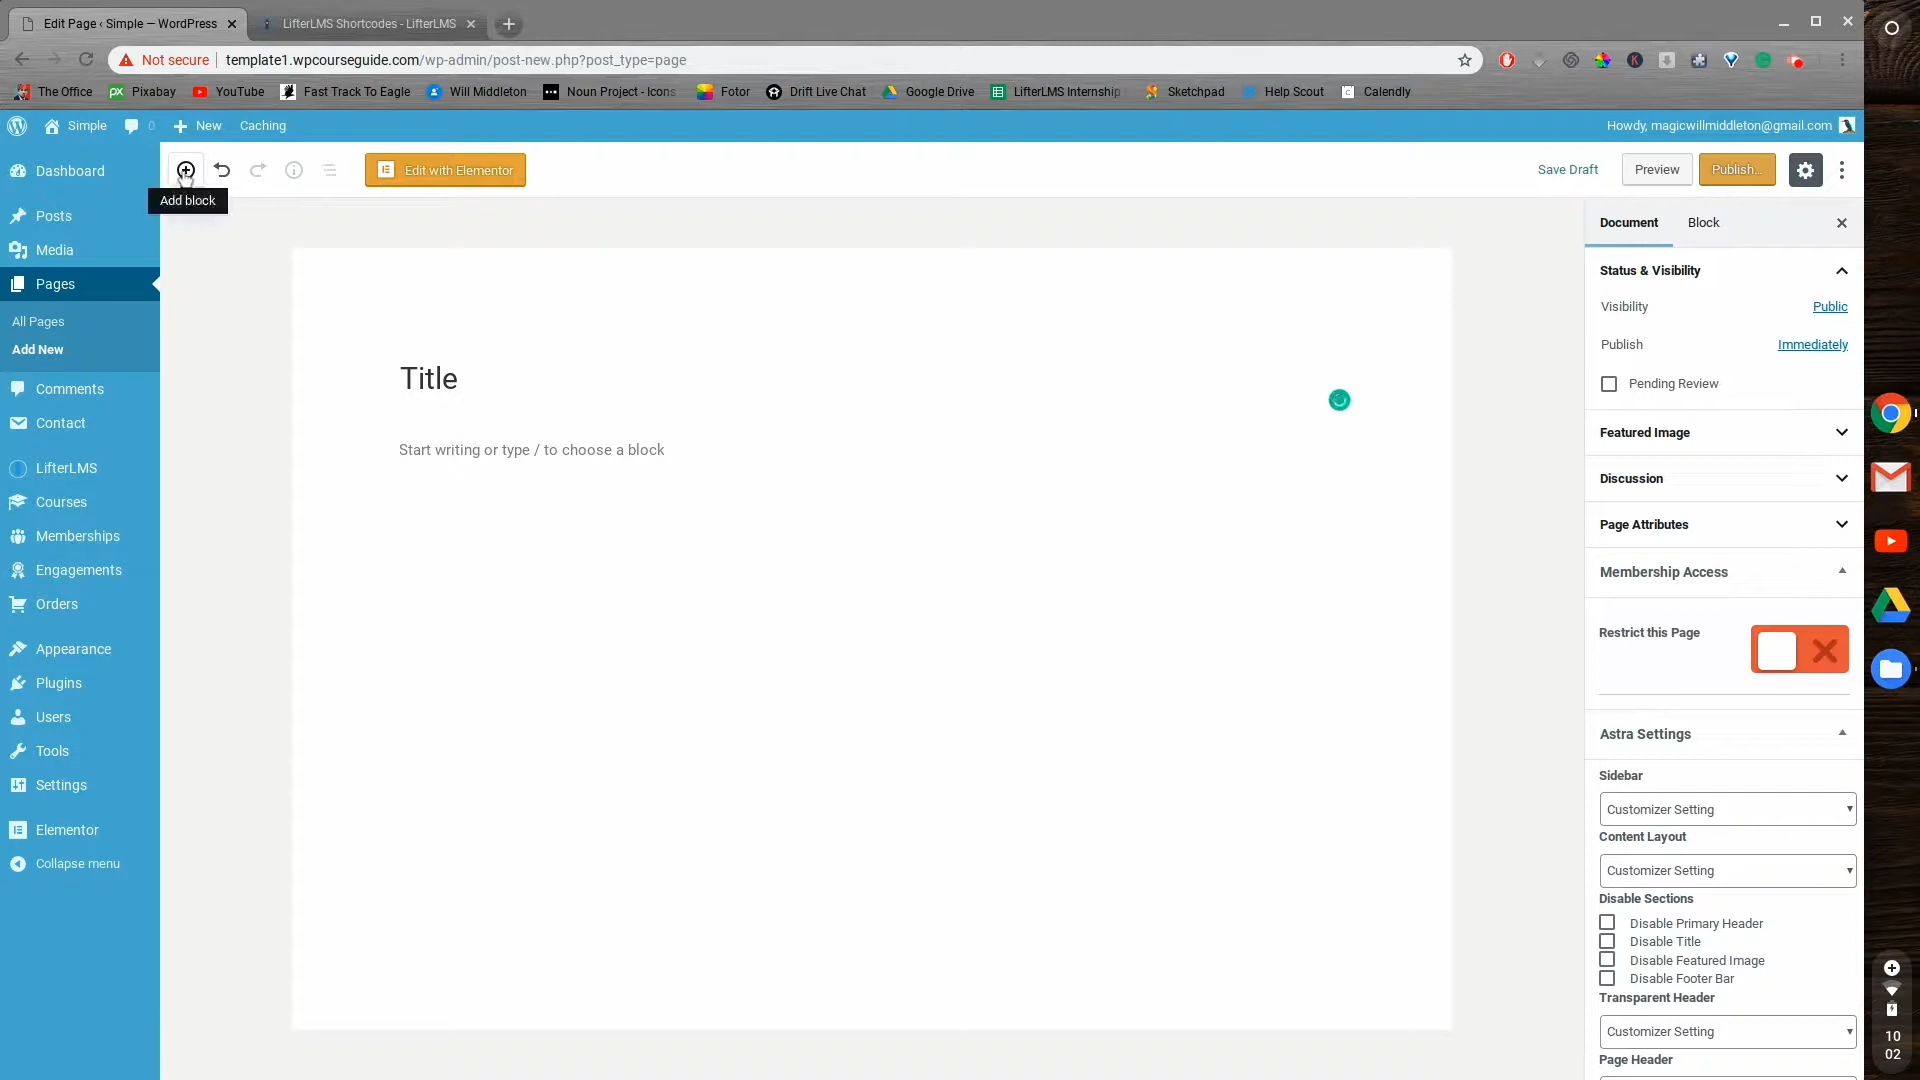 Edit Page ‹ Simple — WordPress
LifterLMS Shortcodes - LifterLMS
Not secure
template1.wpcourseguide.com/wp-admin/post-new.php?post_type=page
The Office
Pixabay
YouTube
Fast Track To Eagle
Will Middleton
Noun Project - Icons
Fotor
Drift Live Chat
Google Drive
LifterLMS Internship
Sketchpad
Help Scout
Calendly
Simple
0
New
Caching
Howdy, magicwillmiddleton@gmail.com
Dashboard
Posts
Media
Pages
All Pages
Add New
Comments
Contact
LifterLMS
Courses
Memberships
Engagements
Orders
Appearance
Plugins
Users
Tools
Settings
Elementor
Collapse menu
Edit with Elementor
Save Draft
Preview
Publish...
Add block
Title
Start writing or type / to choose a block
Document
Block
Status & Visibility
Visibility
Public
Publish
Immediately
Pending Review
Featured Image
Discussion
Page Attributes
Membership Access
Restrict this Page
Astra Settings
Sidebar
Customizer Setting
Content Layout
Customizer Setting
Disable Sections
Disable Primary Header
Disable Title
Disable Featured Image
Disable Footer Bar
Transparent Header
Customizer Setting
Page Header
10
02